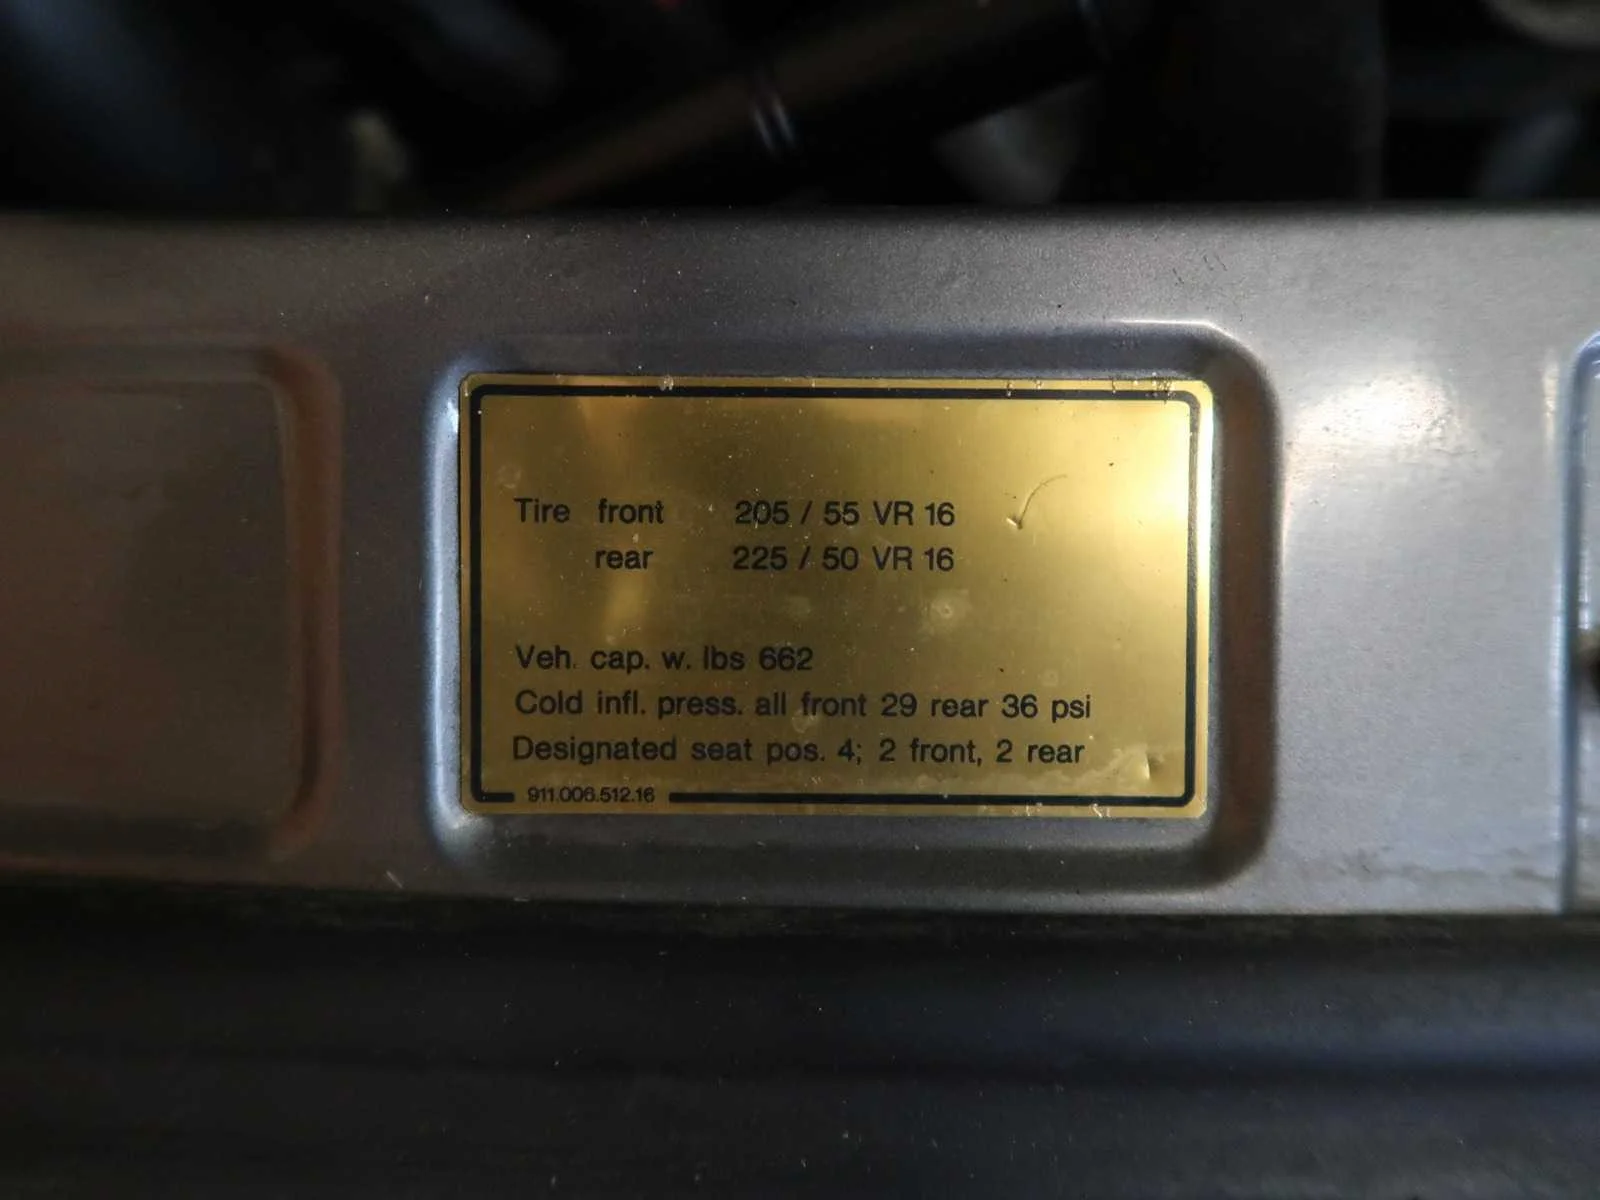 Tire front 205 / 55 VR 16
rear 225 / 50 VR 16
Veh. cap. w. lbs 662
Cold infl. press. all front 29 rear 36 psi
Designated seat pos. 4; 2 front, 2 rear
911.006.512.16